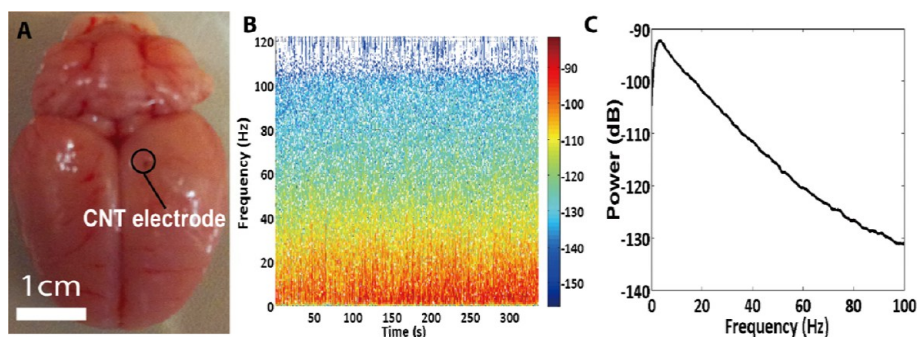 A
CNT electrode
1cm
B
Frequency (Hz)
120
100
80
60
40
20
0
50 100 150 200 250 300
Time (s)
-90
-100
-110
-120
-130
-140
-150
C
Power (dB)
-90
-100
-110
-120
-130
-140
0 20 40 60 80 100
Frequency (Hz)